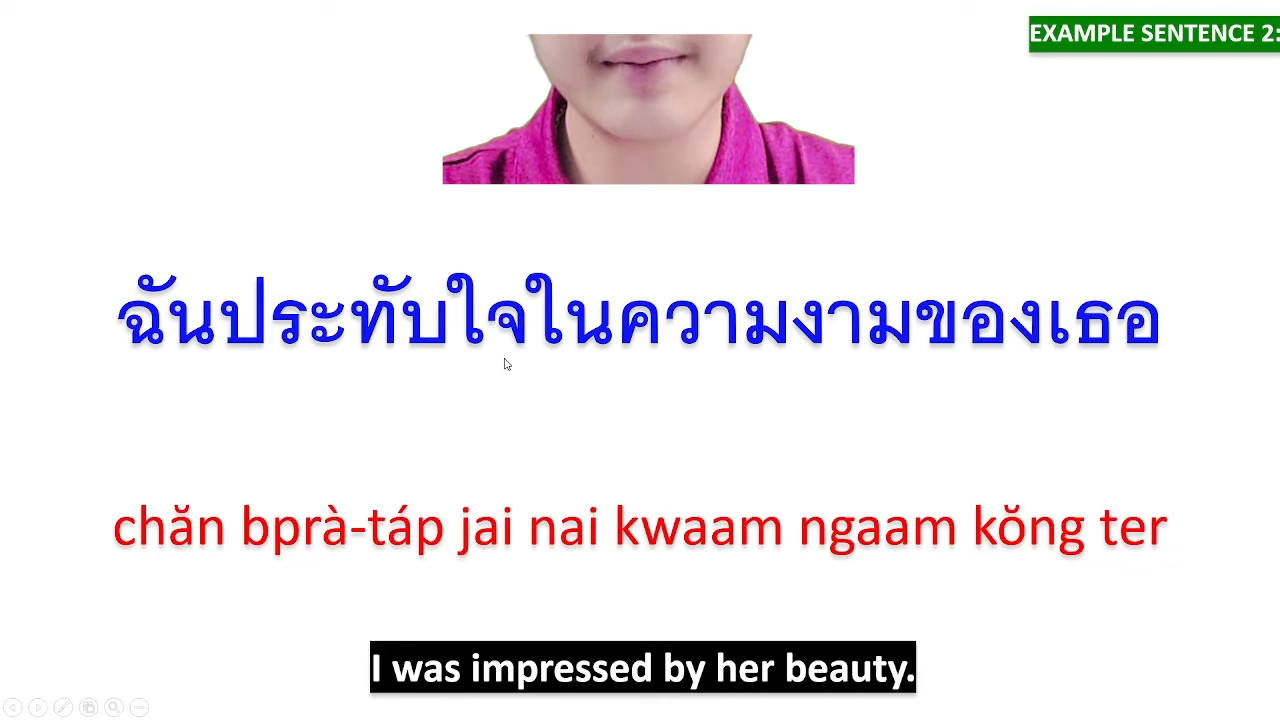 EXAMPLE SENTENCE 2:
ฉันประทับใจในความงามของเธอ
chăn bprà-táp jai nai kwaam ngaam kŏng ter
I was impressed by her beauty.